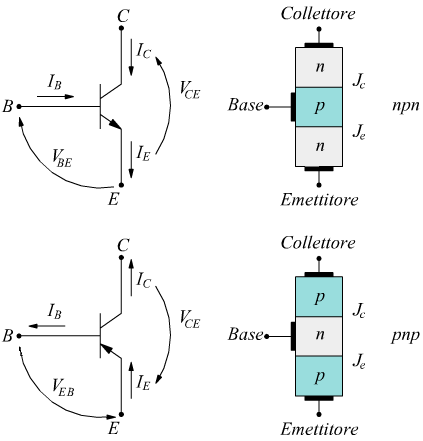 C
Collettore
I_C
n
J_c
I_B
V_CE
B
Base
p
npn
J_e
I_E
n
V_BE
E
Emettitore
C
Collettore
I_C
p
J_c
I_B
V_CE
B
Base
n
pnp
J_e
I_E
p
V_EB
E
Emettitore